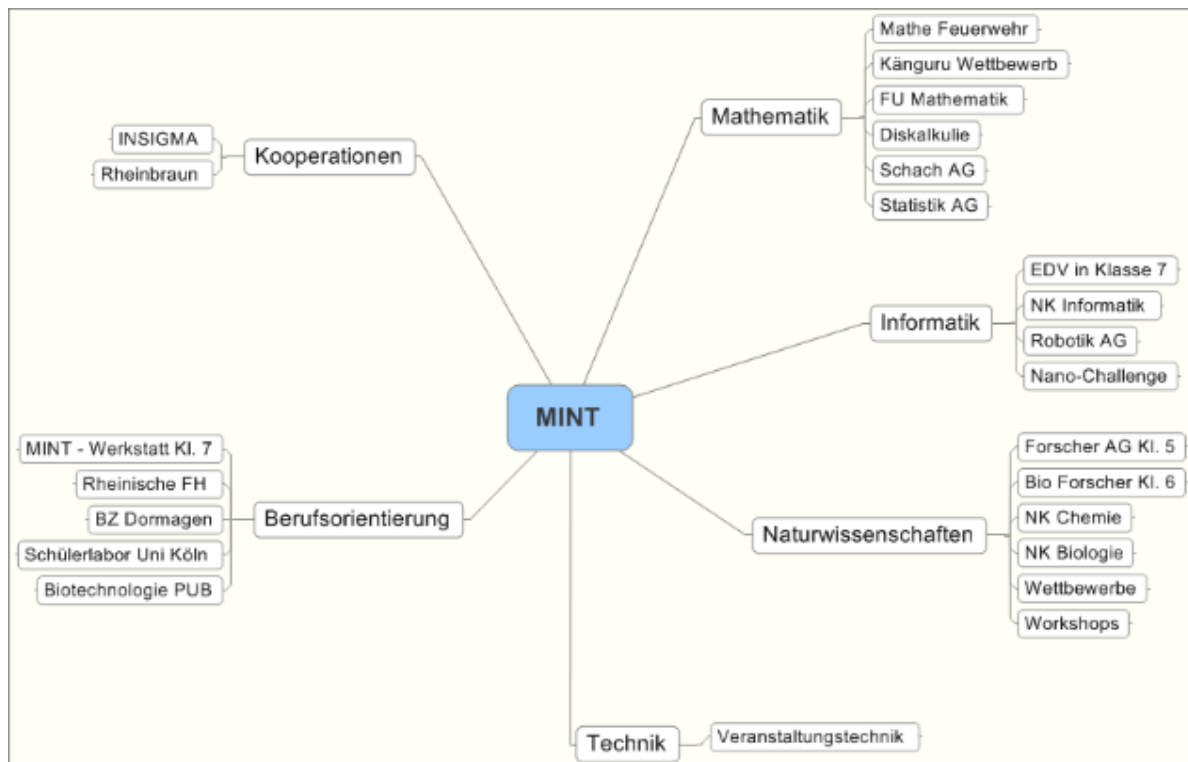 MINT
Mathematik
Mathe Feuerwehr
Känguru Wettbewerb
FU Mathematik
Diskalkulie
Schach AG
Statistik AG
Informatik
EDV in Klasse 7
NK Informatik
Robotik AG
Nano-Challenge
Naturwissenschaften
Forscher AG Kl. 5
Bio Forscher Kl. 6
NK Chemie
NK Biologie
Wettbewerbe
Workshops
Technik
Veranstaltungstechnik
Berufsorientierung
MINT - Werkstatt Kl. 7
Rheinische FH
BZ Dormagen
Schülerlabor Uni Köln
Biotechnologie PUB
Kooperationen
INSIGMA
Rheinbraun